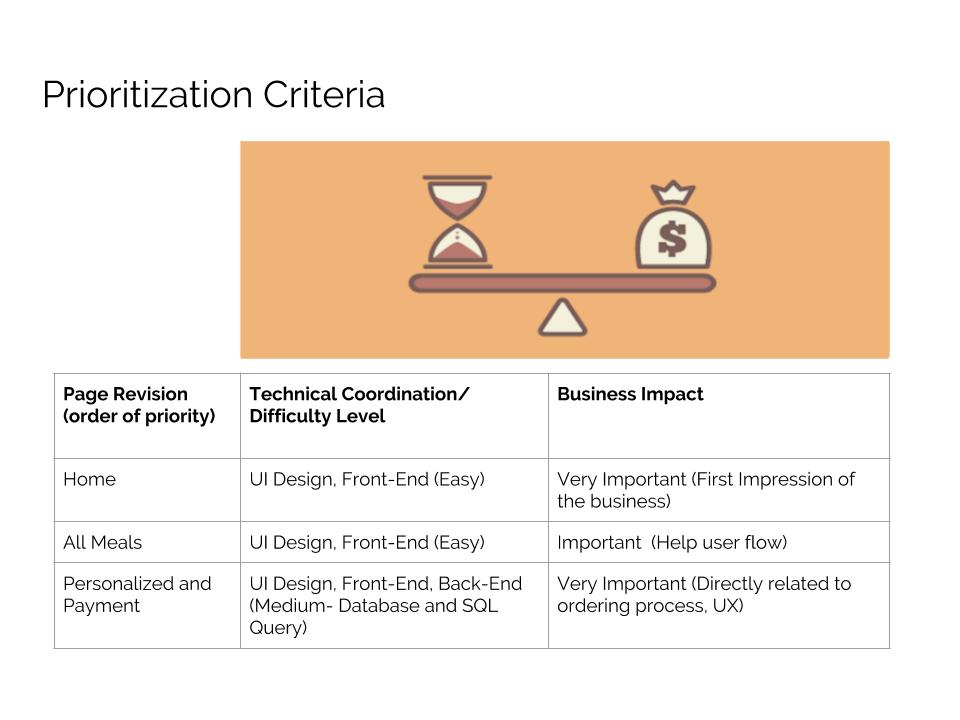 Prioritization Criteria
$
Page Revision
(order of priority)
Technical Coordination/
Difficulty Level
Business Impact
Home
UI Design, Front-End (Easy)
Very Important (First Impression of
the business)
All Meals
UI Design, Front-End (Easy)
Important  (Help user flow)
Personalized and
Payment
UI Design, Front-End, Back-End
(Medium- Database and SQL
Query)
Very Important (Directly related to
ordering process, UX)